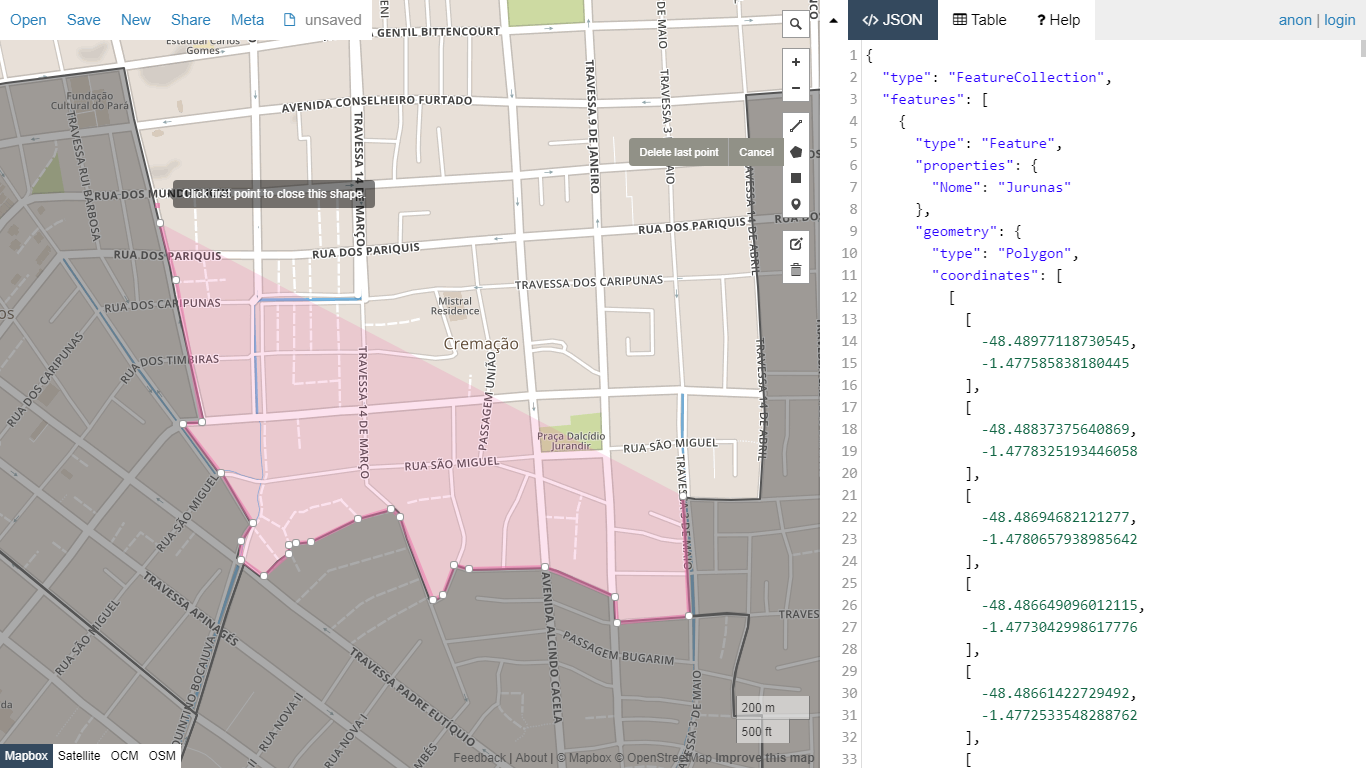 Open Save New Share Meta unsaved
</> JSON Table ? Help anon | login
ENI
GENTIL BITTENCOURT
DE MAIO
Estadual Carlos
Gomes
Fundação
Cultural do Pará
AVENIDA CONSELHEIRO FURTADO
TRAVESSA RUI BARBOSA
TRAVESSA 14 DE MARÇO
TRAVESSA 9 DE JANEIRO
TRAVESSA 3
MAIO
Delete last point Cancel
RUA DOS MUND
Click first point to close this shape.
RUA DOS PARIQUIS
RUA DOS PARIQUIS
RUA DOS PARIQUIS
AVESSA 14 DE ABRIL
RUA DOS CARIPUNAS
TRAVESSA DOS CARIPUNAS
Mistral
Residence
OS
Cremação
RUA DOS CARIPUNAS
RUA DOS TIMBIRAS
TRAVESSA 14 DE MARÇO
PASSAGEM UNIÃO
TRAVESSA 14 DE ABRIL
Praça Dalcídio
Jurandir
RUA SÃO MIGUEL
RUA SÃO MIGUEL
RUA SÃO MIGUEL
TRAVESSA 3 DE MAIO
TRAVESSA APINAGÉS
RUA SÃO MIGUEL
AVENIDA ALCINDO CACELA
TRAVES
PASSAGEM BUGARIM
QUINTINO BOCAIUVA
TRAVESSA PADRE EUTÍQUIO
RUA NOVA II
RUA NOVA I
MBÉS
TRAVESSA 3 DE MAIO
200 m
500 ft
Mapbox Satellite OCM OSM
Feedback | About | © Mapbox © OpenStreetMap Improve this map
1 {
2 "type": "FeatureCollection",
3 "features": [
4 {
5 "type": "Feature",
6 "properties": {
7 "Nome": "Jurunas"
8 },
9 "geometry": {
10 "type": "Polygon",
11 "coordinates": [
12 [
13 [
14 -48.48977118730545,
15 -1.477585838180445
16 ],
17 [
18 -48.48837375640869,
19 -1.4778325193446058
20 ],
21 [
22 -48.48694682121277,
23 -1.4780657938985642
24 ],
25 [
26 -48.486649096012115,
27 -1.4773042998617776
28 ],
29 [
30 -48.48661422729492,
31 -1.4772533548288762
32 ],
33 [